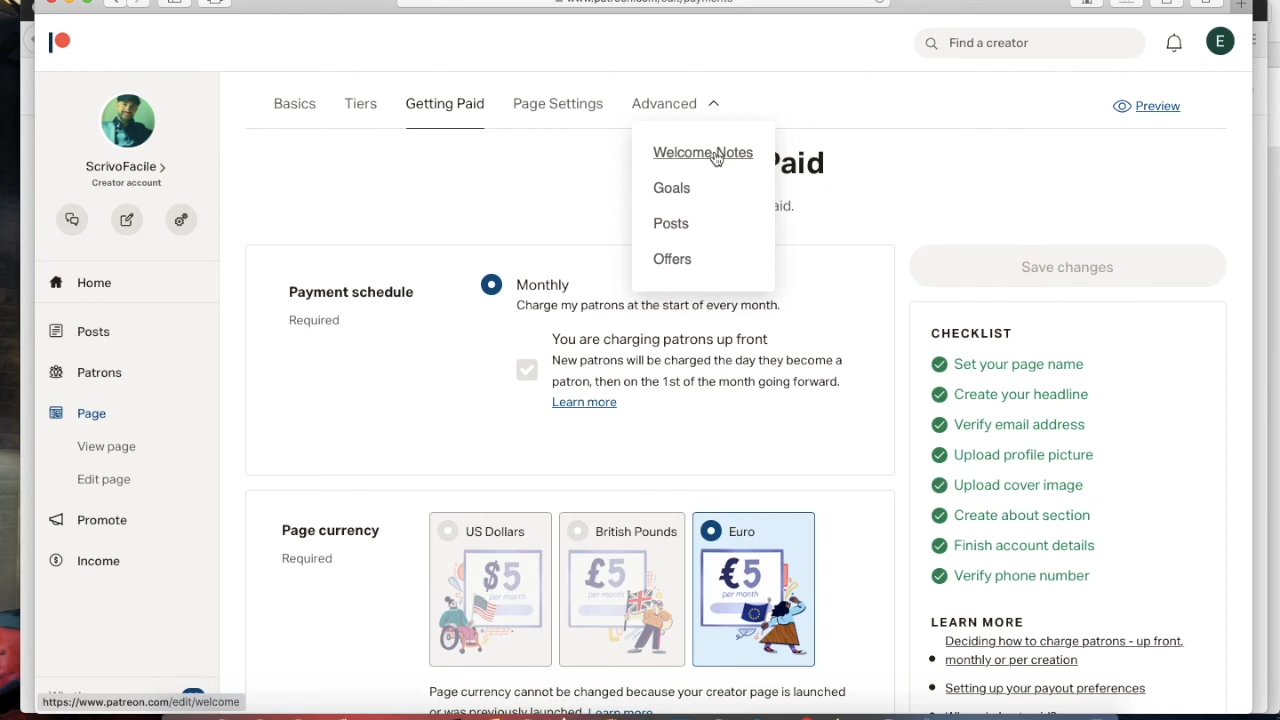 www.patreon.com/edit/payments
Find a creator
E
Basics
Tiers
Getting Paid
Page Settings
Advanced
Preview
Welcome Notes
Goals
Posts
Offers
Paid
aid.
ScrivoFacile
Creator account
Home
Posts
Patrons
Page
View page
Edit page
Promote
Income
Payment schedule
Required
Monthly
Charge my patrons at the start of every month.
You are charging patrons up front
New patrons will be charged the day they become a
patron, then on the 1st of the month going forward.
Learn more
Page currency
Required
US Dollars
$5
per month
British Pounds
£5
per month
Euro
€5
per month
Page currency cannot be changed because your creator page is launched
or was previously launched. Learn more
Save changes
CHECKLIST
Set your page name
Create your headline
Verify email address
Upload profile picture
Upload cover image
Create about section
Finish account details
Verify phone number
LEARN MORE
Deciding how to charge patrons - up front,
monthly or per creation
Setting up your payout preferences
https://www.patreon.com/edit/welcome